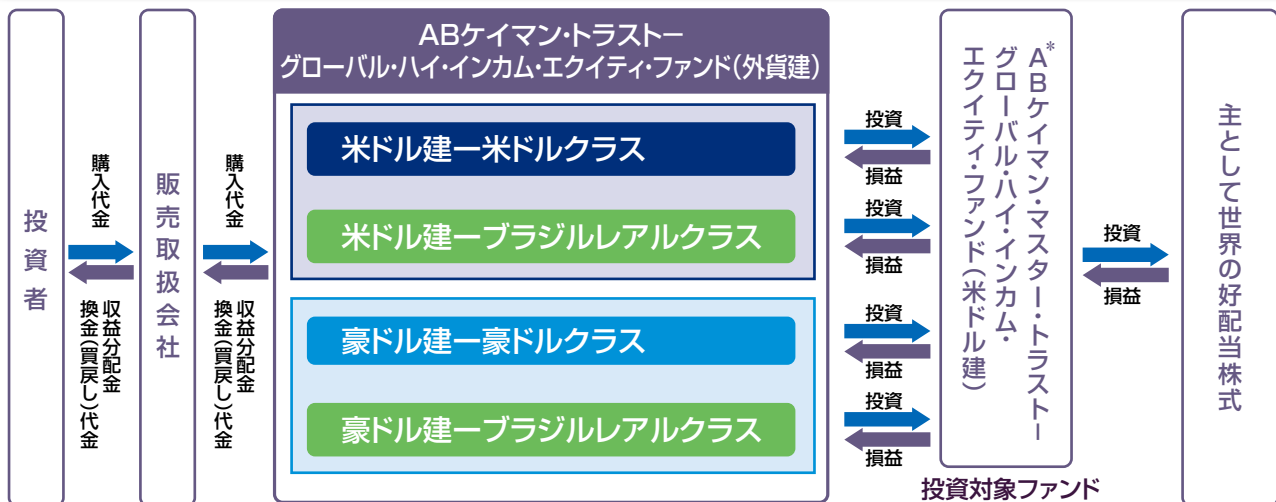 投資者
購入代金
収益分配金
換金(買戻し)代金
販売取扱会社
購入代金
収益分配金
換金(買戻し)代金
ABケイマン・トラストー
グローバル・ハイ・インカム・エクイティ・ファンド(外貨建)
米ドル建ー米ドルクラス
米ドル建ーブラジルレアルクラス
豪ドル建ー豪ドルクラス
豪ドル建ーブラジルレアルクラス
投資
損益
投資
損益
投資
損益
投資
損益
A*Bケイマン・マスター・トラストー
グローバル・ハイ・インカム・
エクイティ・ファンド(米ドル建)
投資対象ファンド
投資
損益
主として世界の好配当株式